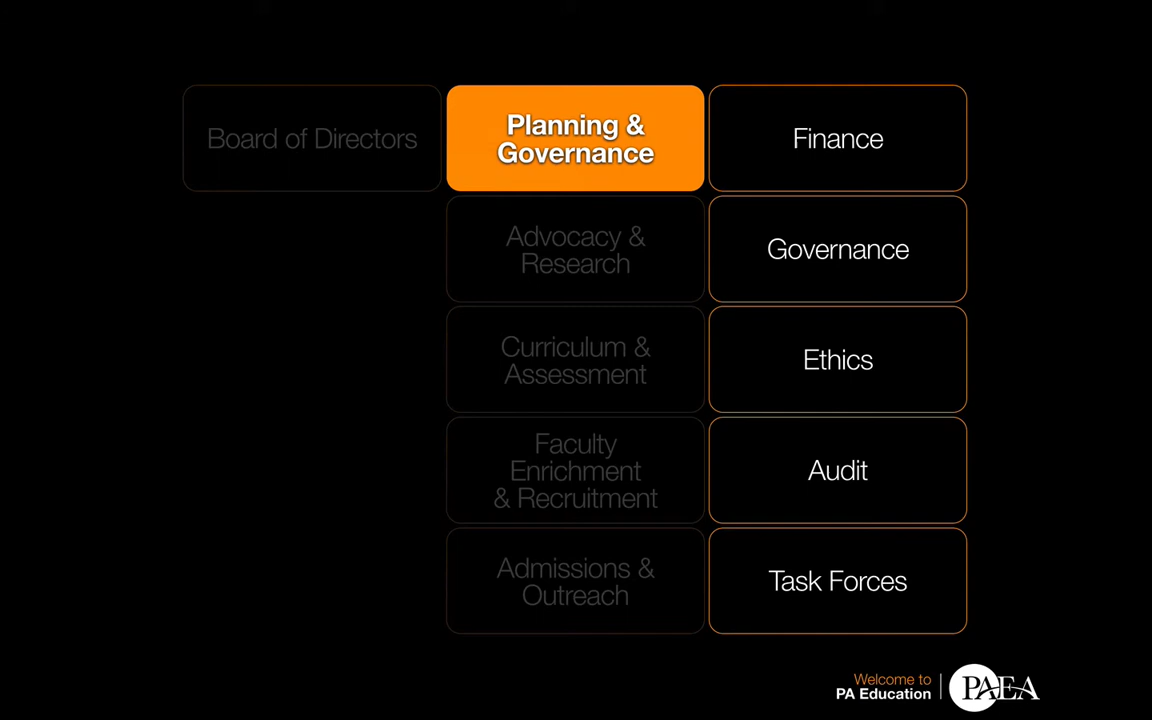 Board of Directors
Planning &
Governance
Finance
Advocacy &
Research
Governance
Curriculum &
Assessment
Ethics
Faculty
Enrichment
& Recruitment
Audit
Admissions &
Outreach
Task Forces
Welcome to
PA Education
PAEA